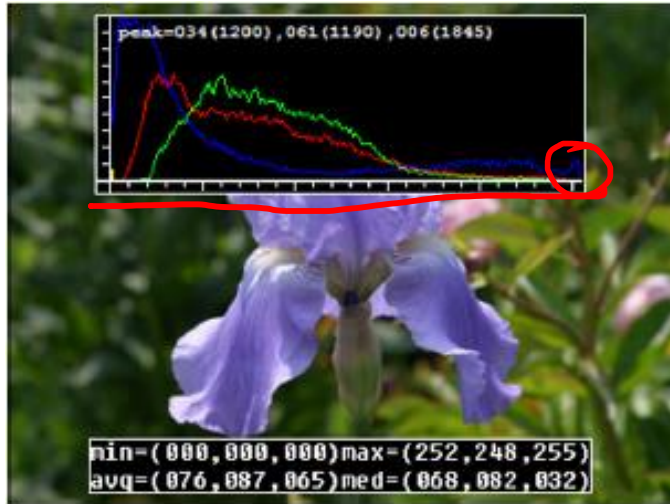 peak=034(1200),061(1190),006(1845)
min=(000,000,000)max=(252,248,255)
avg=(076,087,065)med=(068,082,032)